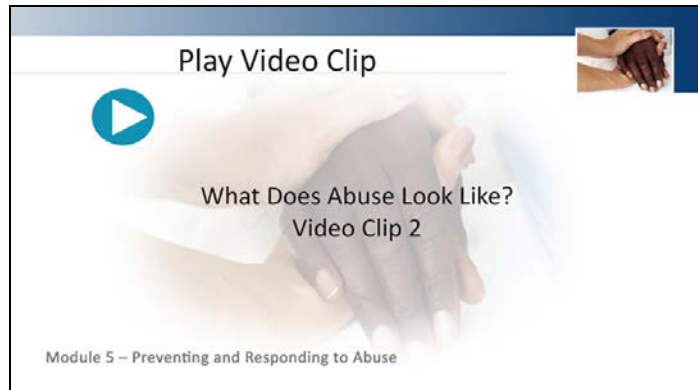 Play Video Clip
What Does Abuse Look Like?
Video Clip 2
Module 5 – Preventing and Responding to Abuse